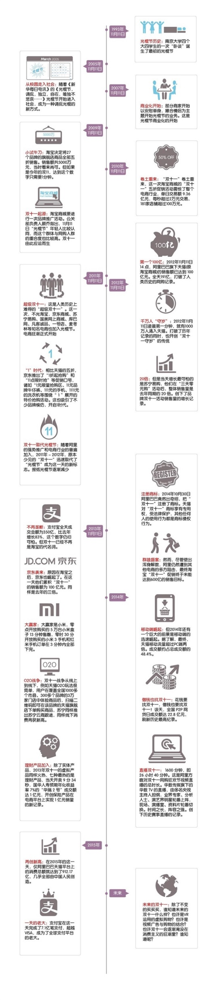 1993年
11月11日
光棍节历史：南京大学四个
大四学生的一次“卧谈”诞
生了最初的光棍节
2005年
11月11日
March 2005
光棍节
从校园走入社会：随着《新
华每日电讯》的《光棍节，
调侃，独立，自在，唯独不
悲哀……》光棍节开始进入
社会，成为一种调侃光棍的
新方式。
2007年
11月11日
商业化开始：部分商家开始
以安慰单身，撮合情侣为主
题开始光棍节的业务。这是
光棍节商业化的开始
2009年
11月11日
5000万
小试牛刀：淘宝决定将27
个品牌的旗舰店商品全部五
折销售。销售额共5000万
元，当时看来尚可。但如果
是今年的双11，达到这个数
字只需要1分钟。
淘宝商城
mall.taobao
双十一起源：淘宝商城要进
行一次品牌推广活动。公关
部负责人颜乔指出，11月11
日“光棍节”年轻人比较认
同，而这个群体与网购人群
的重合度也比较高。双十一
由此应运而生
2010年
11月11日
50% OFF
卷土重来：“双十一”卷土重
来，这一次淘宝商城的“双十
一”五折促销活动震惊了整个
电商行业，单日交易额 9.36
亿元，每秒超过2万元交易，
181家店铺超过100万元。
2011年
11月11日
超级双十一：这是人类历史上
难得的“超级双十一”。这一
次，不光淘宝，京东商城、苏
宁易购、国美网上商城、库巴
网、凡客诚品、一号店、麦考
林等知名电商也加入光棍节。
电商狂潮正式开始
1
“1”时代：相比天猫的五折，
京东推出了“1折起抢购”和
“11点限时抢”等促销口号，
诸如“1元限量抢购区、11元品
牌牛仔裤、111元的手机、1111元
的洗衣机等围绕“1”展开的
特价抢购活动。这也吸引了不
少品牌模仿，开启1时代。
11
双十一取代光棍节：随着阿里
的强势推广和电商行业的普遍
加入，2011年－2012年，原本
少见的“双十一”迅速取代了
“光棍节”成为这一天的新标
志。报纸光棍节逐渐减少
2012年
11月11日
100亿
第一个100亿：2012年11月11日
14 点，阿里巴巴旗下天猫(原
淘宝商城)的销售额已达到 100
亿元。全天191亿，打破了人
类历史的网购记录。
千万人“守岁”：2012年11月
11日凌晨第一分钟，就有1000
万人涌入天猫。打破了历年
记录的同时，也开创“双十
一守岁”的传统
20倍：但是当天增长最可怕的
是苏宁易购，他们在“三天零
元购”活动后，整体销售量是
去年同期的 20 倍。创下了品
牌双十一活动销售量的增长记
录。
2013年
11月11日
支
不再垄断：支付宝全天成
交金额为350亿，比去年
增长83%，这个数字仍旧
可怕。但双十一已经不再
是淘宝的代名词。
JD.COM 京东
京东袭来：原因在淘宝之
后，京东也崛起了。在这
一天他们累积“双十一”
的销售额为 100 亿元。同
样是去年的三倍。
mi
大赢家：大赢家是小米，零
点开放购买的 5 万台小米盒
子 13 分钟售罄，零时 30 分
开放购买的小米 3 手机和红
米手机订单在 3 分钟内全部
下完。
O2O
O2O战争：双十一战争从线上
到线下，例如天猫O2O玩法很
简单，用户在覆盖全国1000多
个市县、300多个品牌的3万
家门店中体验商品后，扫描二
维码即可在该品牌的天猫旗舰
店下单购买商品，苏宁同样推
出苏宁云商跟进，同样线下消
费再获新高。
理财产品加入：除了实体产
品，2013年双十一的虚拟产
品同样火热，七种最热的是
理财产品，当天开卖 9 分 34
秒，国华人寿预期年化收益
率 7%的“华瑞 2 号”成交额
达 1 亿元，开创保险产品在
电商平台上实现 1 亿元销量
的新记录。
2014年
Register Now
REGISTER
Register Now
注册商标：2014年10月30日
阿里巴巴竟然出奇招，把“
双十一”注册了商标。天猫
对“双十一”商标享有专用
权，受法律保护，其他任何
人的使用行为都是商标侵权
行为。
群雄盛宴：然而，尽管使出
浑身解数，阿里仍然遭到其
他电商的多方阻击，最终淘
宝“双十一”促销终于未能
达到600亿的销售目标。
移动端崛起：但2014年还有
一个巨大的前景是移动端的
迅速崛起。据了解，最终，
天猫移动流量超过PC端两
倍。成交额约占总成交额的
48.4%。
借钱也找双十一：花钱要
找双十一，借钱也要找双
十一！该天，全国 P2P 网
贷日成交额达 22.8 亿元，
刷新历史最高纪录。
直播双十一： 1600 分钟，即
26 小时 40 分钟。这是阿里方
面对双十一网购狂欢节视频直
播的总时长。华数传媒旗下的
华数 TV 的直播，由多名央视
主持人担纲，业界专家、分析
人士、演艺界明星轮番上阵，
现场、演播室、资料片轮番切
换。时间之长，阵容之强。创
下历史赛事直播的记录。
2015年
再创新高：在2015年的这一
天，仅阿里巴巴天猫平台上
的消费总额就达到了912.17
亿，几乎全部由中国人民创
造。
支
一天的老大：支付宝在这一
天完成了7.1亿笔支付，超越
VISA，成为了全球支付平台
的老大。
未来
未来的双十一：除了不变
的买买买，谁知道未来的
双十一什么样？也许是VR
运用的虚拟购物？也许是
视频广告与购物的结合？
也许双十一会逐渐淹没在
消费主义的狂潮里？谁知
道呢？